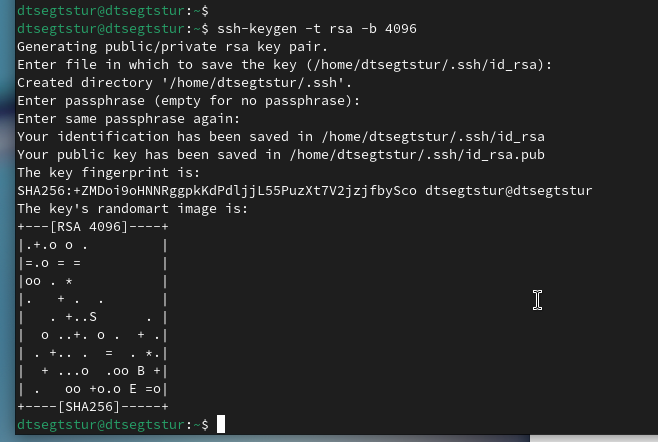 dtsegtstur@dtsegtstur:~$
dtsegtstur@dtsegtstur:~$ ssh-keygen -t rsa -b 4096
Generating public/private rsa key pair.
Enter file in which to save the key (/home/dtsegtstur/.ssh/id_rsa):
Created directory '/home/dtsegtstur/.ssh'.
Enter passphrase (empty for no passphrase):
Enter same passphrase again:
Your identification has been saved in /home/dtsegtstur/.ssh/id_rsa
Your public key has been saved in /home/dtsegtstur/.ssh/id_rsa.pub
The key fingerprint is:
SHA256:+ZMDoi9oHNNRggpkKdPdljjL55PuzXt7V2jzjfbySco dtsegtstur@dtsegtstur
The key's randomart image is:
+---[RSA 4096]----+
|.+.o o .         |
|=.o = =          |
|oo . *           |
|.   + .  .       |
|   . +..S      . |
|  o ..+. o .  + .|
| . +.. .  =  . *.|
|  + ...o  .oo B +|
| .   oo +o.o E =o|
+----[SHA256]-----+
dtsegtstur@dtsegtstur:~$